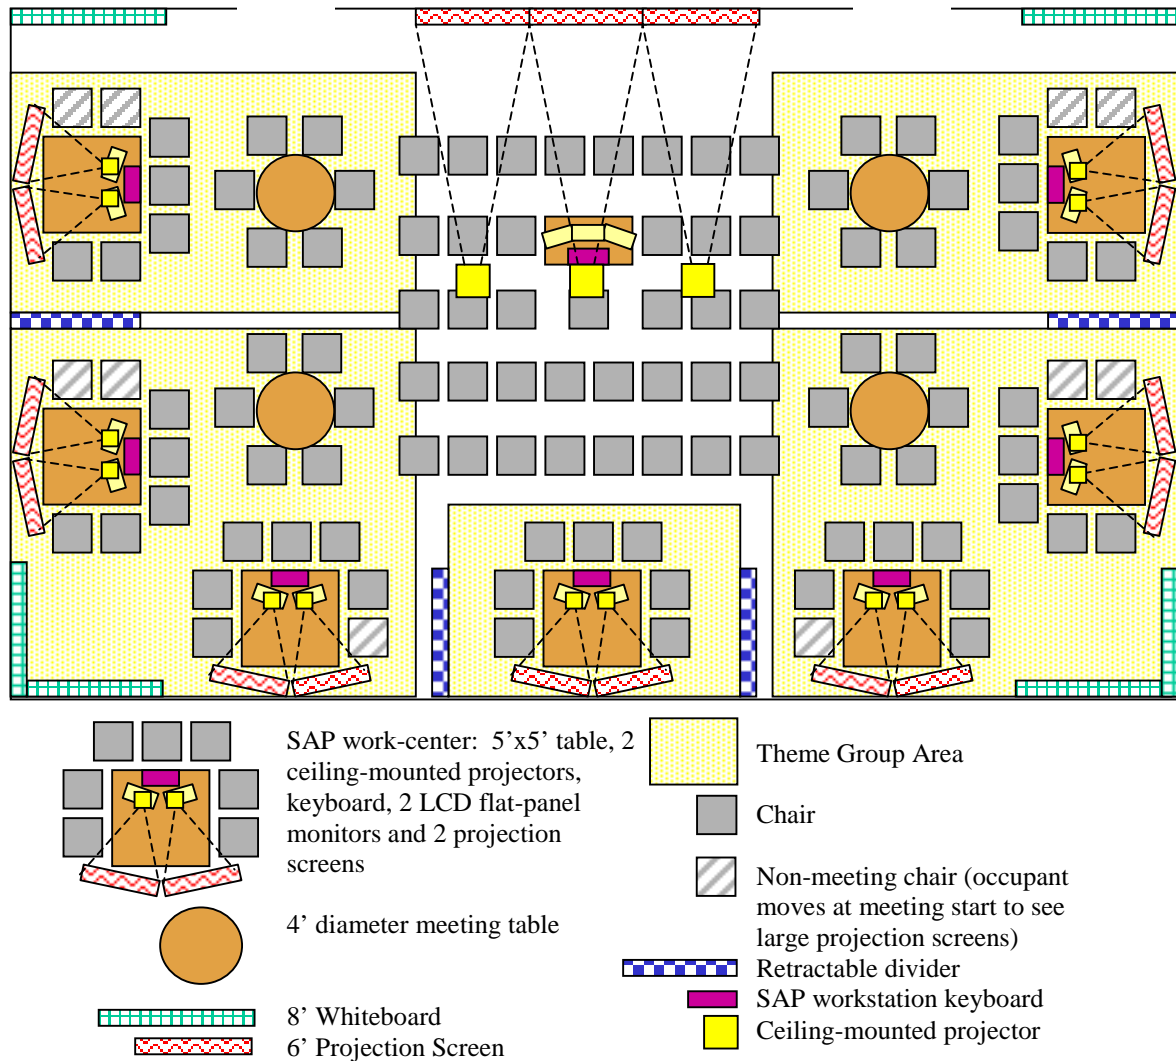 SAP work-center:  5’x5’ table, 2
ceiling-mounted projectors,
keyboard, 2 LCD flat-panel
monitors and 2 projection
screens
4’ diameter meeting table
8’ Whiteboard
6’ Projection Screen
Theme Group Area
Chair
Non-meeting chair (occupant
moves at meeting start to see
large projection screens)
Retractable divider
SAP workstation keyboard
Ceiling-mounted projector